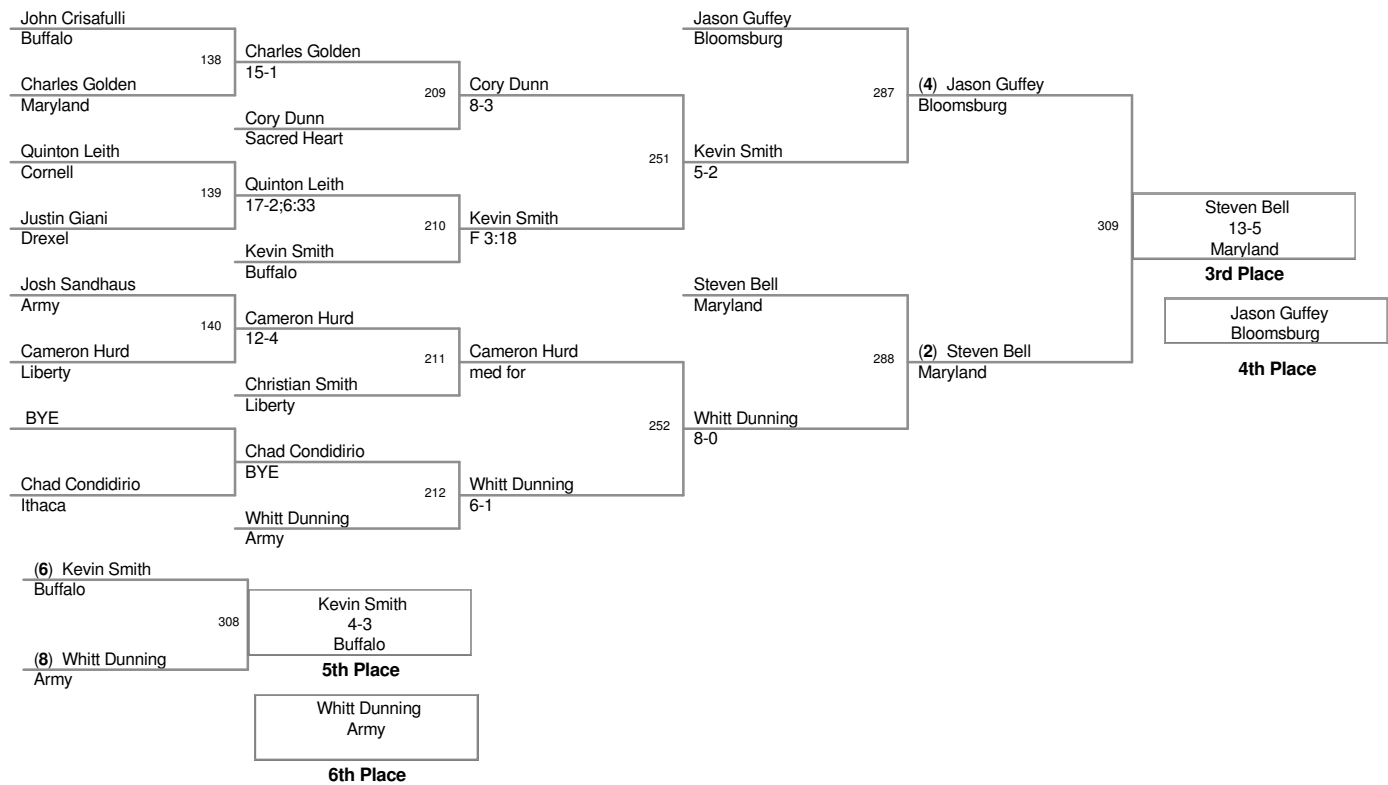 John Crisafulli
Buffalo
138
Charles Golden
Maryland
Quinton Leith
Cornell
139
Justin Giani
Drexel
Josh Sandhaus
Army
140
Cameron Hurd
Liberty
BYE
Chad Condidirio
Ithaca
Charles Golden
15-1
209
Cory Dunn
Sacred Heart
Quinton Leith
17-2;6:33
210
Kevin Smith
Buffalo
Cameron Hurd
12-4
211
Christian Smith
Liberty
Chad Condidirio
BYE
212
Whitt Dunning
Army
Cory Dunn
8-3
251
Kevin Smith
F 3:18
Cameron Hurd
med for
252
Whitt Dunning
6-1
Jason Guffey
Bloomsburg
287
Kevin Smith
5-2
Steven Bell
Maryland
288
Whitt Dunning
8-0
(4) Jason Guffey
Bloomsburg
309
(2) Steven Bell
Maryland
Steven Bell
13-5
Maryland
3rd Place
Jason Guffey
Bloomsburg
4th Place
(6) Kevin Smith
Buffalo
308
(8) Whitt Dunning
Army
Kevin Smith
4-3
Buffalo
5th Place
Whitt Dunning
Army
6th Place